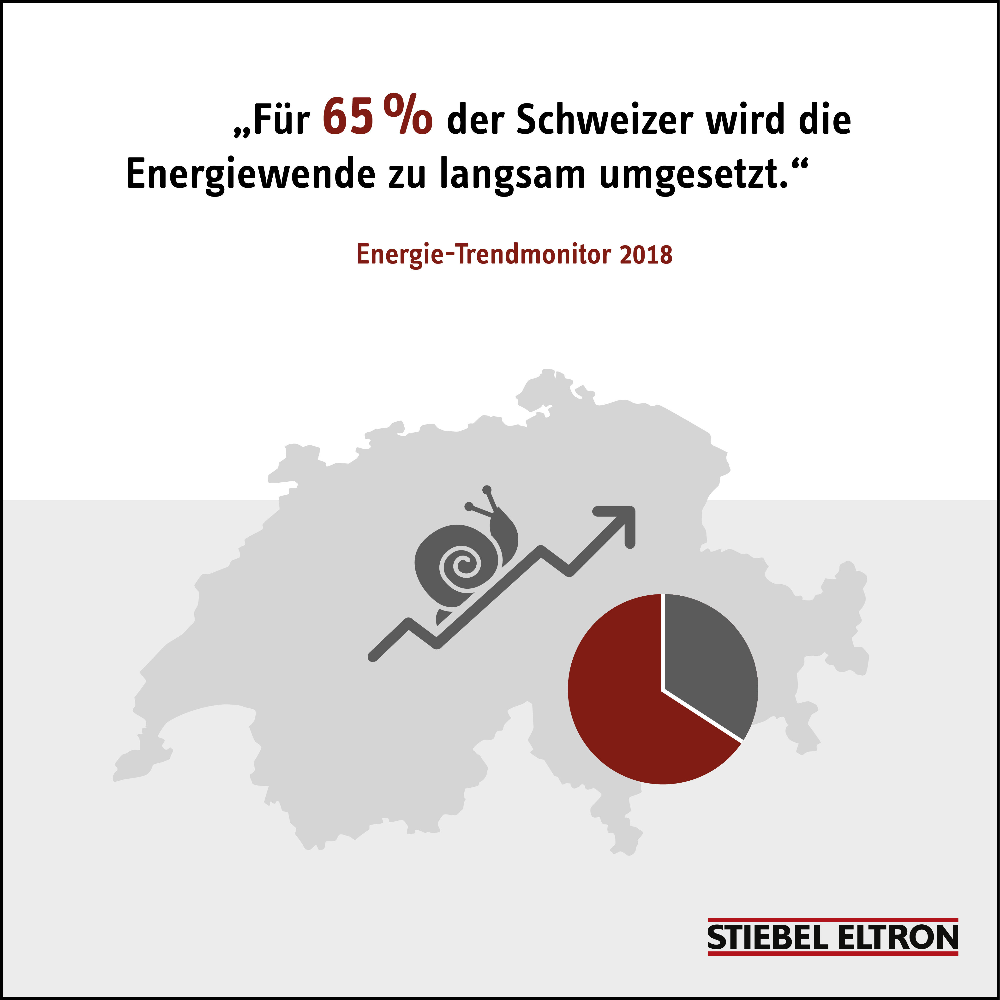 „Für 65 % der Schweizer wird die
Energiewende zu langsam umgesetzt.“
Energie-Trendmonitor 2018
STIEBEL ELTRON